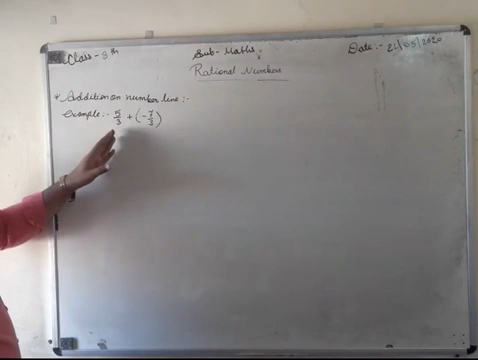 Class - 8th Sub - Maths : Date :- 21/05/2020
Rational Numbers
* Addition on number line :-
Example :- 5/3 + (-7/3)